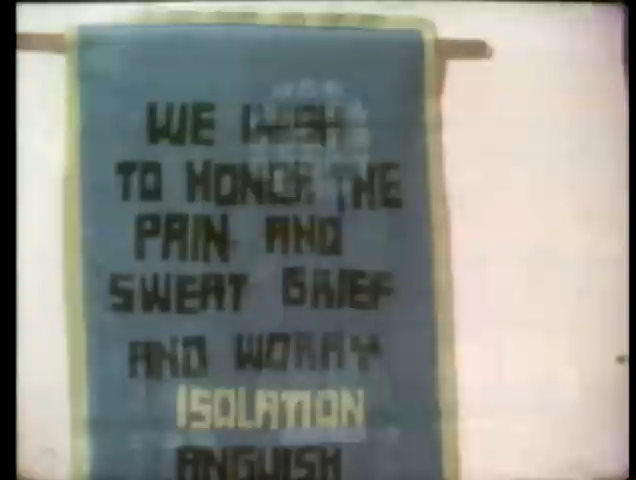 WE WISH
TO HONOR THE
PAIN AND
SWEAT GRIEF
AND WORRY
ISOLATION
ANGUISH